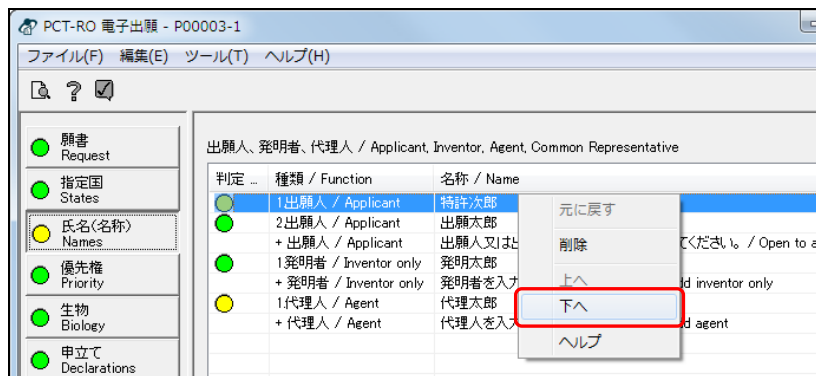 PCT-RO 電子出願 - P00003-1
ファイル(F) 編集(E) ツール(T) ヘルプ(H)
願書
Request
指定国
States
氏名(名称)
Names
優先権
Priority
生物
Biology
申立て
Declarations
出願人、発明者、代理人 / Applicant, Inventor, Agent, Common Representative
判定 ... 種類 / Function 名称 / Name
1出願人 / Applicant 特許次郎
2出願人 / Applicant 出願太郎
+ 出願人 / Applicant 出願人又は てください。 / Open to a
1発明者 / Inventor only 発明太郎
+ 発明者 / Inventor only 発明者を入 inventor only
1代理人 / Agent 代理太郎
+ 代理人 / Agent 代理人を入 d agent
元に戻す
削除
上へ
下へ
ヘルプ